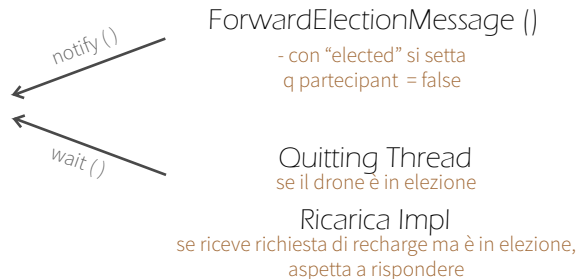 ForwardElectionMessage ()
notify ()
- con “elected” si setta
q partecipant = false
wait ()
Quitting Thread
se il drone è in elezione
Ricarica Impl
se riceve richiesta di recharge ma è in elezione,
aspetta a rispondere